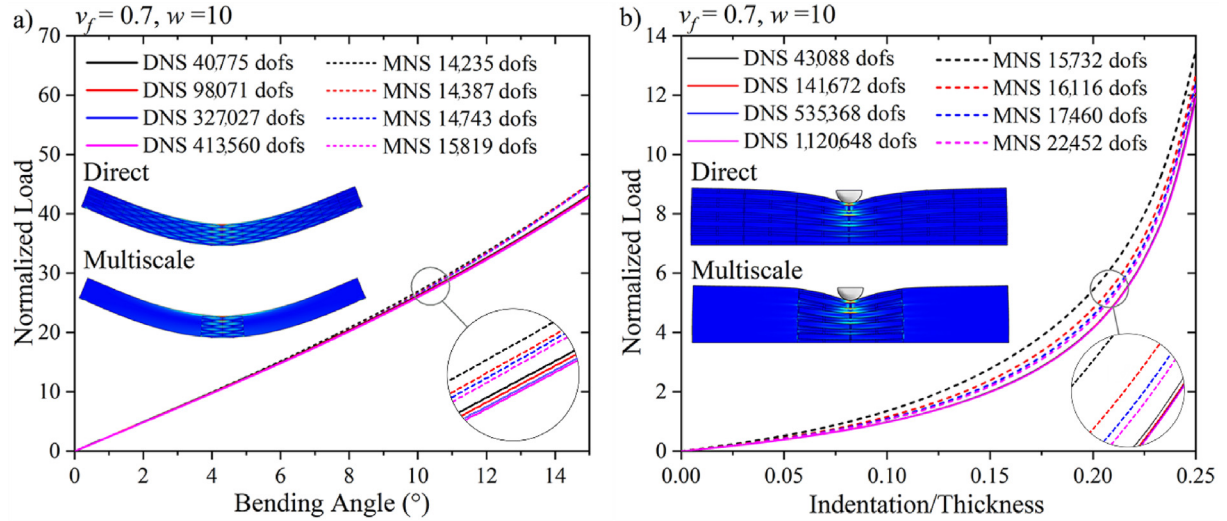 a) v_f = 0.7, w = 10
70
60
50
40
30
20
10
0
Normalized Load
DNS 40,775 dofs
DNS 98,071 dofs
DNS 327,027 dofs
DNS 413,560 dofs
MNS 14,235 dofs
MNS 14,387 dofs
MNS 14,743 dofs
MNS 15,819 dofs
Direct
Multiscale
0 2 4 6 8 10 12 14
Bending Angle (°)
b) v_f = 0.7, w = 10
14
12
10
8
6
4
2
0
Normalized Load
DNS 43,088 dofs
DNS 141,672 dofs
DNS 535,368 dofs
DNS 1,120,648 dofs
MNS 15,732 dofs
MNS 16,116 dofs
MNS 17,460 dofs
MNS 22,452 dofs
Direct
Multiscale
0.00 0.05 0.10 0.15 0.20 0.25
Indentation/Thickness